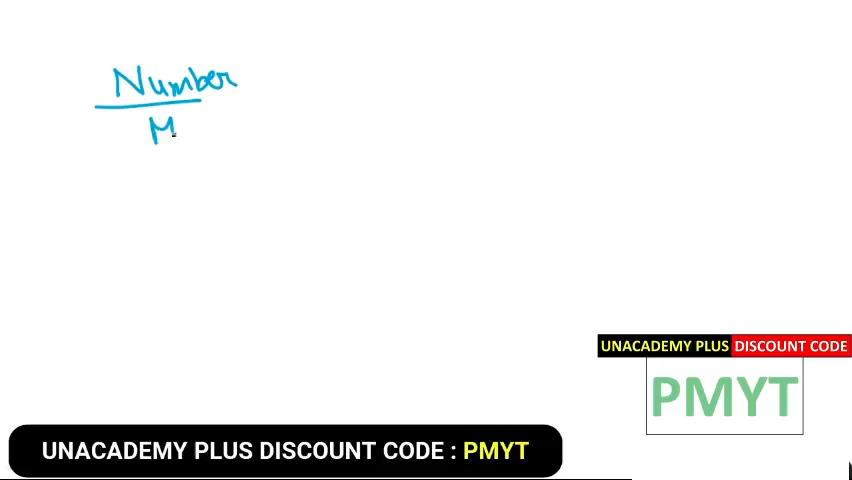 Number
M
UNACADEMY PLUS DISCOUNT CODE
PMYT
UNACADEMY PLUS DISCOUNT CODE : PMYT